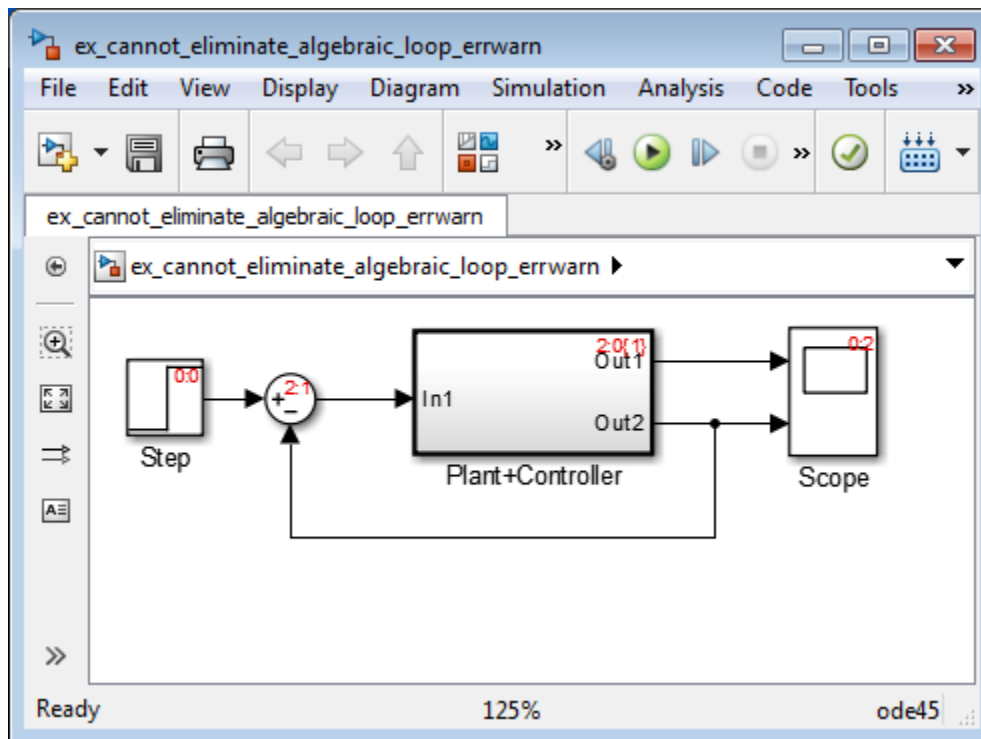 ex_cannot_eliminate_algebraic_loop_errwarn
File Edit View Display Diagram Simulation Analysis Code Tools »
» »
ex_cannot_eliminate_algebraic_loop_errwarn
ex_cannot_eliminate_algebraic_loop_errwarn
0:0
2:1
2:0{1}
0:2
Out1
In1
Out2
Step
Plant+Controller
Scope
A
»
Ready 125% ode45